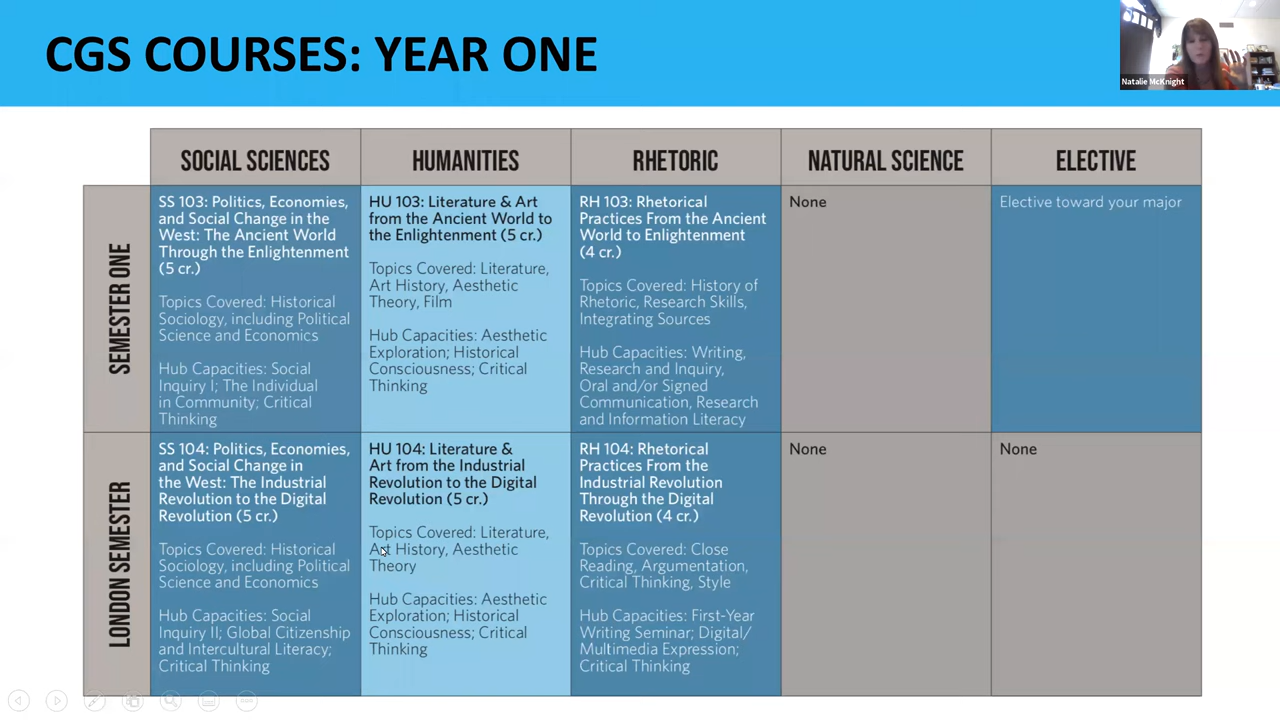 CGS COURSES: YEAR ONE
Natalie McKnight
SOCIAL SCIENCES
HUMANITIES
RHETORIC
NATURAL SCIENCE
ELECTIVE
SEMESTER ONE
SS 103: Politics, Economies,
and Social Change in the
West: The Ancient World
Through the Enlightenment
(5 cr.)
Topics Covered: Historical
Sociology, including Political
Science and Economics
Hub Capacities: Social
Inquiry I; The Individual
in Community; Critical
Thinking
HU 103: Literature & Art
from the Ancient World to
the Enlightenment (5 cr.)
Topics Covered: Literature,
Art History, Aesthetic
Theory, Film
Hub Capacities: Aesthetic
Exploration; Historical
Consciousness; Critical
Thinking
RH 103: Rhetorical
Practices From the Ancient
World to Enlightenment
(4 cr.)
Topics Covered: History of
Rhetoric, Research Skills,
Integrating Sources
Hub Capacities: Writing,
Research and Inquiry,
Oral and/or Signed
Communication, Research
and Information Literacy
None
Elective toward your major
LONDON SEMESTER
SS 104: Politics, Economies,
and Social Change in
the West: The Industrial
Revolution to the Digital
Revolution (5 cr.)
Topics Covered: Historical
Sociology, including Political
Science and Economics
Hub Capacities: Social
Inquiry II; Global Citizenship
and Intercultural Literacy;
Critical Thinking
HU 104: Literature &
Art from the Industrial
Revolution to the Digital
Revolution (5 cr.)
Topics Covered: Literature,
Art History, Aesthetic
Theory
Hub Capacities: Aesthetic
Exploration; Historical
Consciousness; Critical
Thinking
RH 104: Rhetorical
Practices From the
Industrial Revolution
Through the Digital
Revolution (4 cr.)
Topics Covered: Close
Reading, Argumentation,
Critical Thinking, Style
Hub Capacities: First-Year
Writing Seminar; Digital/
Multimedia Expression;
Critical Thinking
None
None